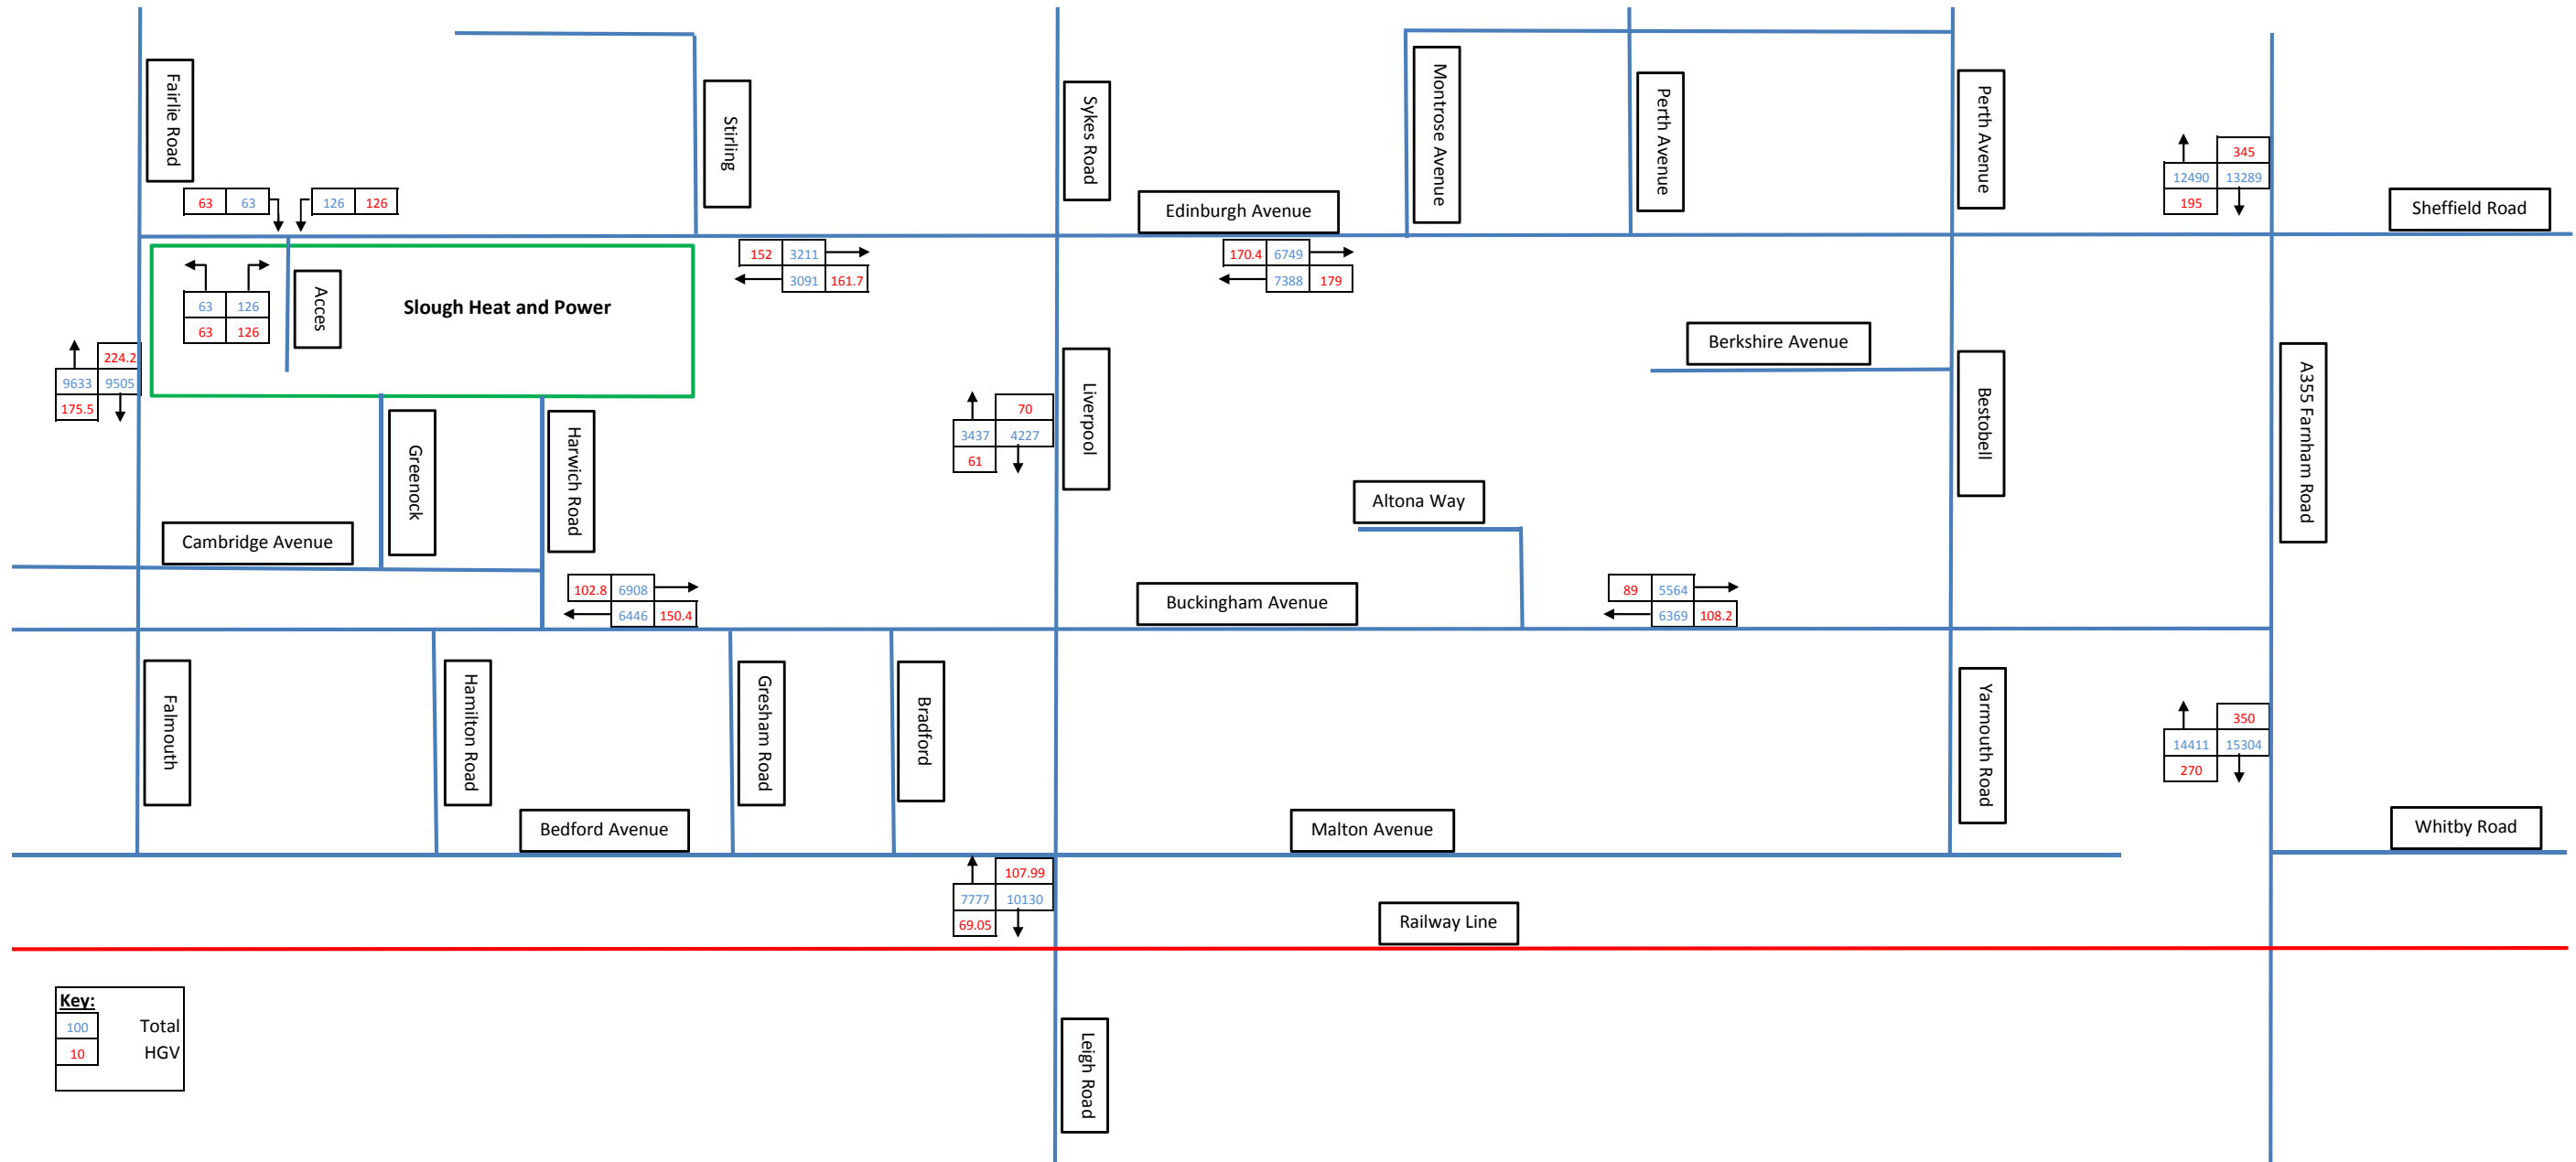 Fairlie Road
Stirling
Sykes Road
Montrose Avenue
Perth Avenue
Perth Avenue
345
12490 13289
195
Sheffield Road
63 63
126 126
Edinburgh Avenue
152 3211
3091 161.7
170.4 6749
7388 179
63 126
63 126
Acces
Slough Heat and Power
224.2
9633 9505
175.5
Berkshire Avenue
Liverpool
Bestobell
A355 Farnham Road
70
3437 4227
61
Greenock
Harwich Road
Altona Way
Cambridge Avenue
102.8 6908
6446 150.4
Buckingham Avenue
89 5564
6369 108.2
Falmouth
Hamilton Road
Gresham Road
Bradford
Yarmouth Road
350
14411 15304
270
Bedford Avenue
Malton Avenue
Whitby Road
107.99
7777 10130
69.05
Railway Line
Key:
100 Total
10 HGV
Leigh Road